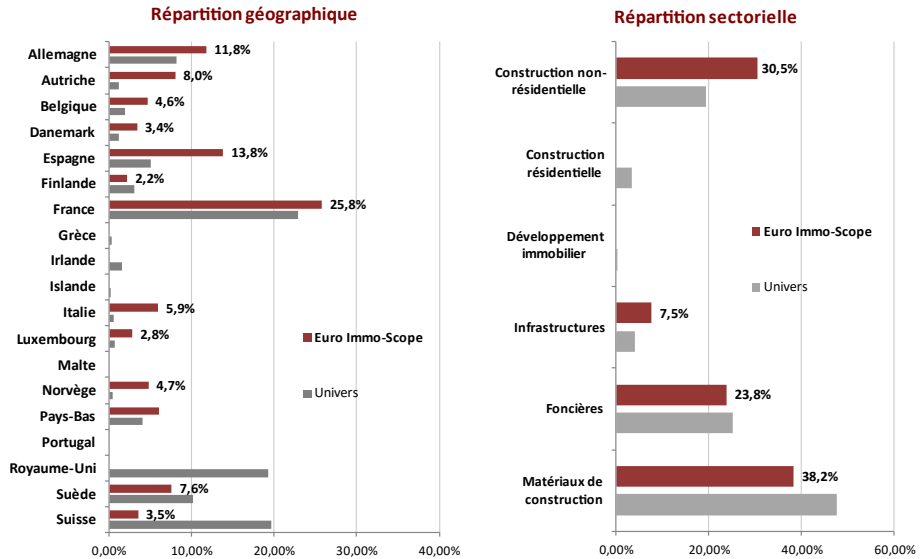 Répartition géographique
Allemagne
11,8%
Autriche
8,0%
Belgique
4,6%
Danemark
3,4%
Espagne
13,8%
Finlande
2,2%
France
25,8%
Grèce
Irlande
Islande
Italie
5,9%
Luxembourg
2,8%
Malte
Norvège
4,7%
Pays-Bas
Portugal
Royaume-Uni
Suède
7,6%
Suisse
3,5%
Euro Immo-Scope
Univers
0,00% 10,00% 20,00% 30,00% 40,00%
Répartition sectorielle
Construction non-
résidentielle
30,5%
Construction
résidentielle
Développement
immobilier
Infrastructures
7,5%
Foncières
23,8%
Matériaux de
construction
38,2%
Euro Immo-Scope
Univers
0,00% 20,00% 40,00% 60,00%